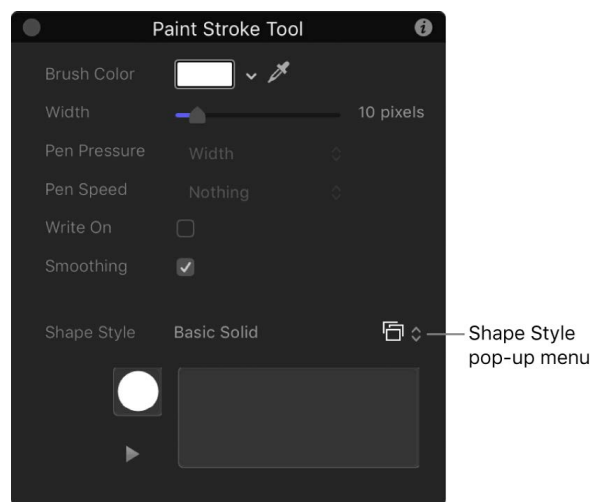 Paint Stroke Tool
Brush Color
Width 10 pixels
Pen Pressure Width
Pen Speed Nothing
Write On
Smoothing
Shape Style Basic Solid
Shape Style
pop-up menu